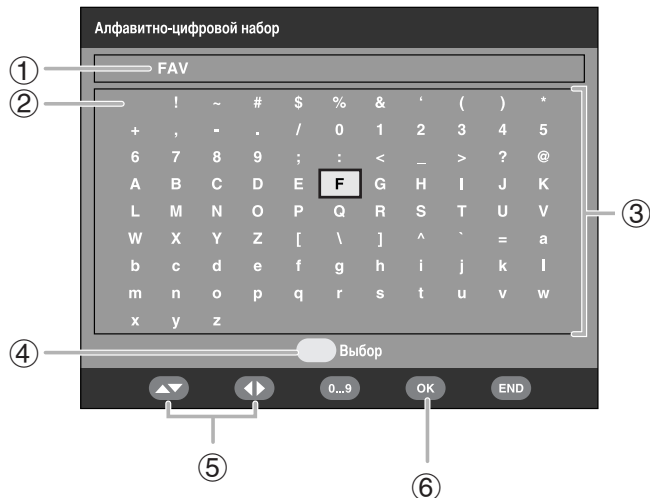 Алфавитно-цифровой набор
① FAV
② ! ~ # $ % & ‘ ( ) *
+ , - . / 0 1 2 3 4 5
6 7 8 9 ; : < _ > ? @
A B C D E F G H I J K
L M N O P Q R S T U V
③
W X Y Z [ \ ] ^ ` = a
b c d e f g h i j k l
m n o p q r s t u v w
x y z
④ Выбор
0...9 OK END
⑤ ⑥